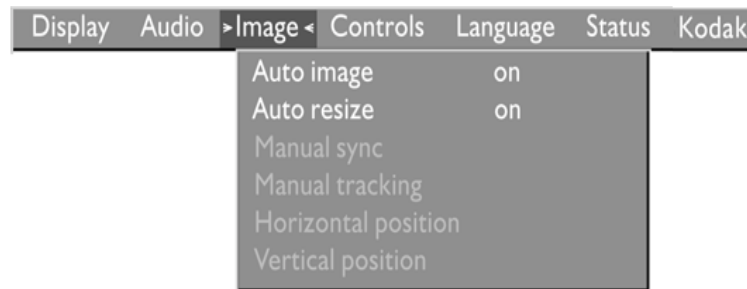 Display Audio >Image< Controls Language Status Kodak
Auto image on
Auto resize on
Manual sync
Manual tracking
Horizontal position
Vertical position